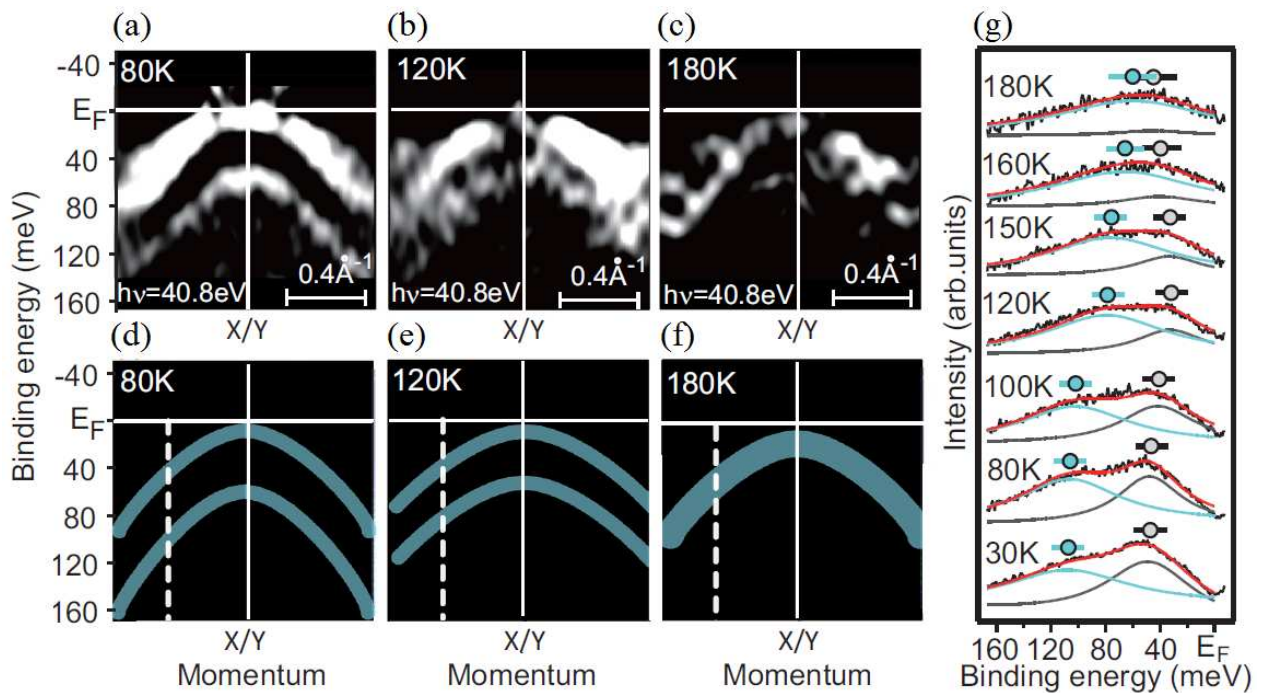 (a)
(b)
(c)
(g)
-40
E_F
40
80
120
160
Binding energy (meV)
80K
hν=40.8eV
0.4Å⁻¹
X/Y
120K
hν=40.8eV
0.4Å⁻¹
X/Y
180K
hν=40.8eV
0.4Å⁻¹
X/Y
(d)
(e)
(f)
-40
E_F
40
80
120
160
Binding energy (meV)
80K
X/Y
Momentum
120K
X/Y
Momentum
180K
X/Y
Momentum
Intensity (arb.units)
180K
160K
150K
120K
100K
80K
30K
160 120 80 40 E_F
Binding energy (meV)